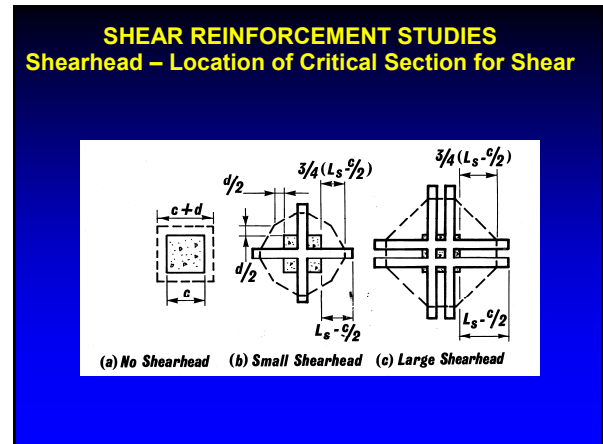 SHEAR REINFORCEMENT STUDIES
Shearhead – Location of Critical Section for Shear
3/4(Ls-c/2)
3/4(Ls-c/2)
d/2
c+d
d/2
c
Ls-c/2
Ls-c/2
(a) No Shearhead (b) Small Shearhead (c) Large Shearhead